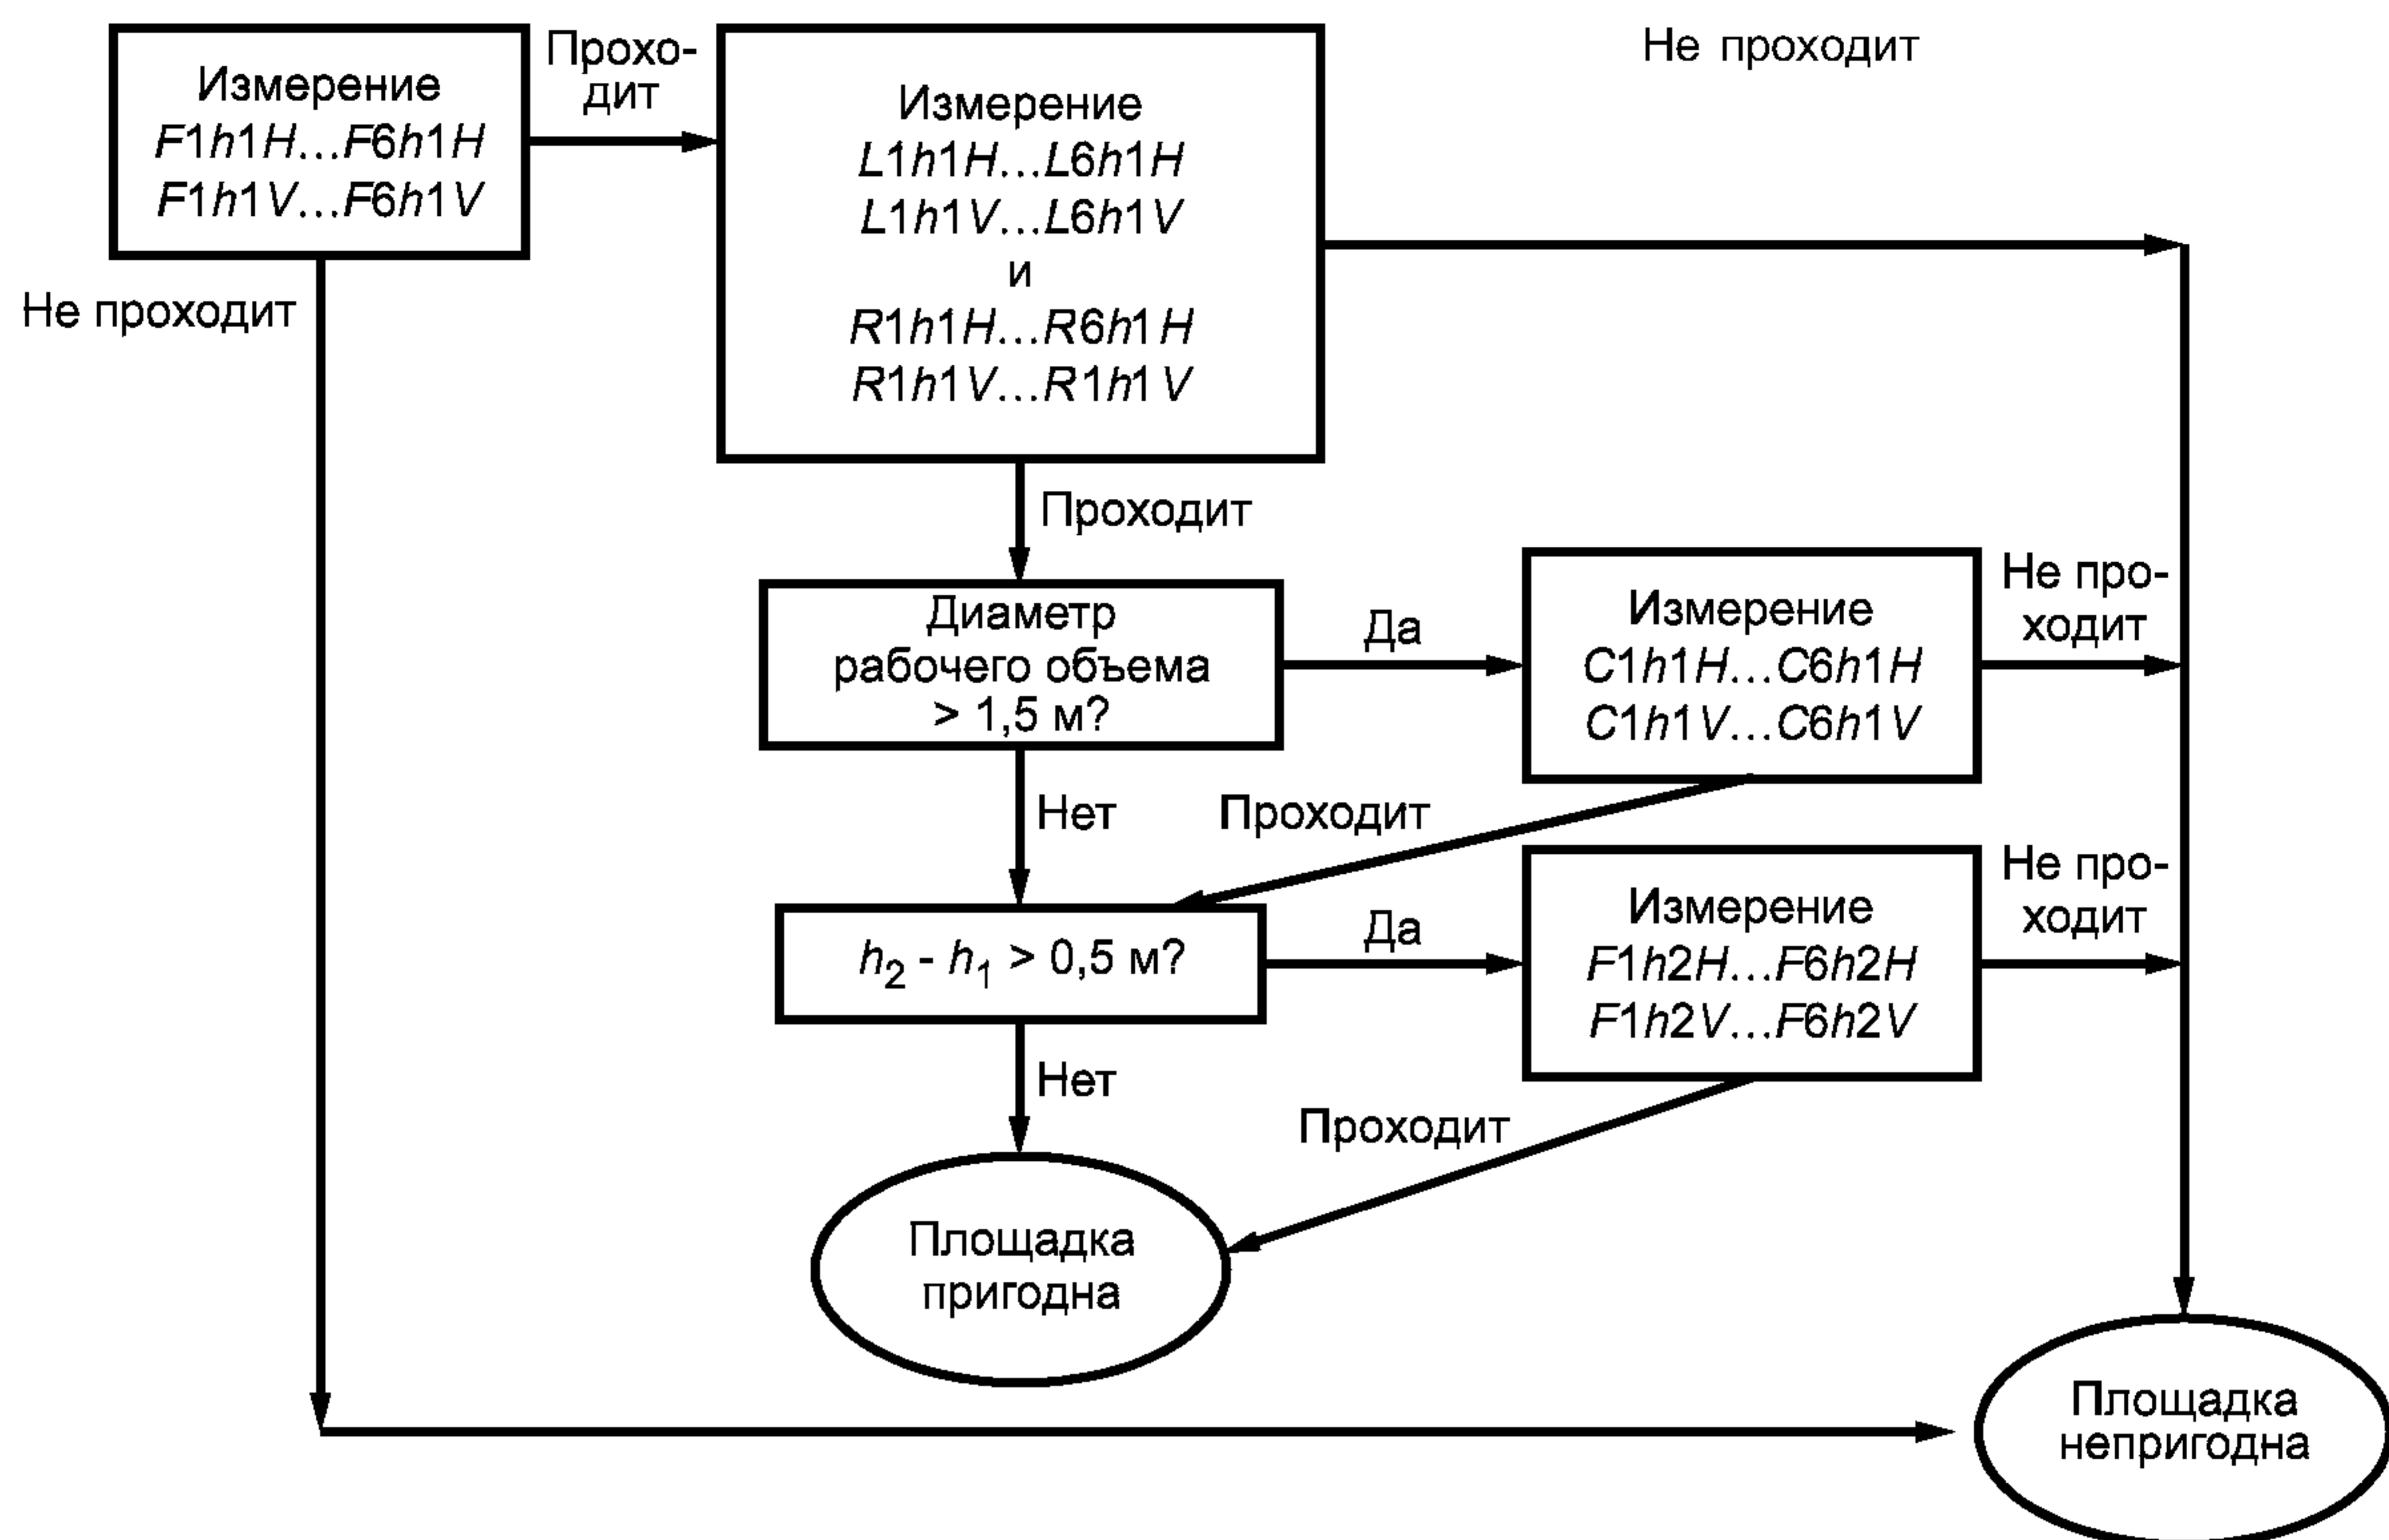 Измерение
F1h1H...F6h1H
F1h1V...F6h1V
Прохо-
дит
Измерение
L1h1H...L6h1H
L1h1V...L6h1V
и
R1h1H...R6h1H
R1h1V...R1h1V
Не проходит
Не проходит
Проходит
Диаметр
рабочего объема
> 1,5 м?
Да
Измерение
C1h1H...C6h1H
C1h1V...C6h1V
Не про-
ходит
Нет
Проходит
h2 - h1 > 0,5 м?
Да
Измерение
F1h2H...F6h2H
F1h2V...F6h2V
Не про-
ходит
Нет
Проходит
Площадка
пригодна
Площадка
непригодна